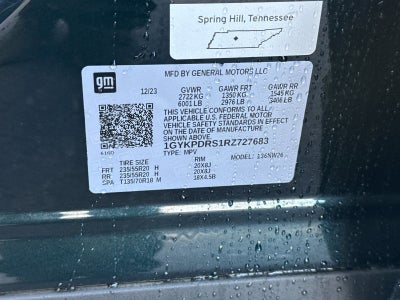 Spring Hill, Tennessee
gm
MFD BY GENERAL MOTORS LLC
12/23 GVWR GAWR FRT GAWR RR
2722 KG 1350 KG 1545 KG
6001 LB 2976 LB 3406 LB
THIS VEHICLE CONFORMS TO ALL
APPLICABLE U.S. FEDERAL MOTOR
VEHICLE SAFETY STANDARDS IN EFFECT
ON THE DATE OF MANUFACTURE
1GYKPDRS1RZ727683
TYPE: MPV
TIRE SIZE RIM MODEL: 136NW26
FRT 235/55R20 H 20X8J
RR 235/55R20 H 20X8J
SPA T135/70R18 M 18X4.5B